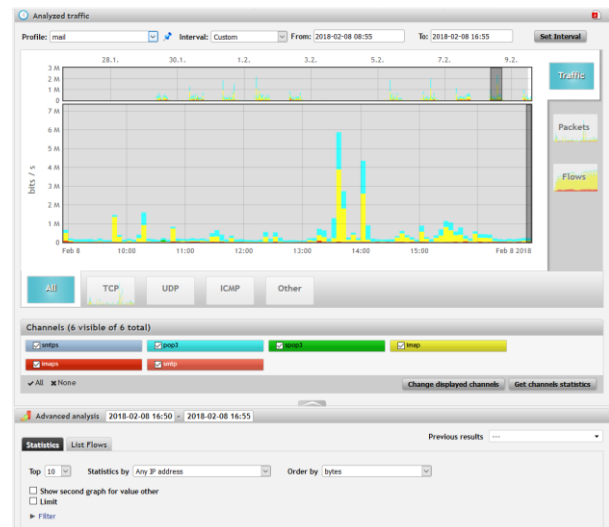 Analyzed traffic
Profile: mail Interval: Custom From: 2018-02-08 08:55 To: 2018-02-08 16:55 Set Interval
28.1. 30.1. 1.2. 3.2. 5.2. 7.2. 9.2.
3 M
2 M
1 M
0
Traffic
7 M
6 M
5 M
4 M
3 M
2 M
1 M
0
bits / s
Packets
Flows
Feb 8 10:00 11:00 12:00 13:00 14:00 15:00 Feb 8 2018
All TCP UDP ICMP Other
Channels (6 visible of 6 total)
smtps pop3 spop3 imap
imaps smtp
All None Change displayed channels Get channels statistics
Advanced analysis 2018-02-08 16:50 - 2018-02-08 16:55
Previous results ---
Statistics List Flows
Top 10 Statistics by Any IP address Order by bytes
Show second graph for value other
Limit
Filter